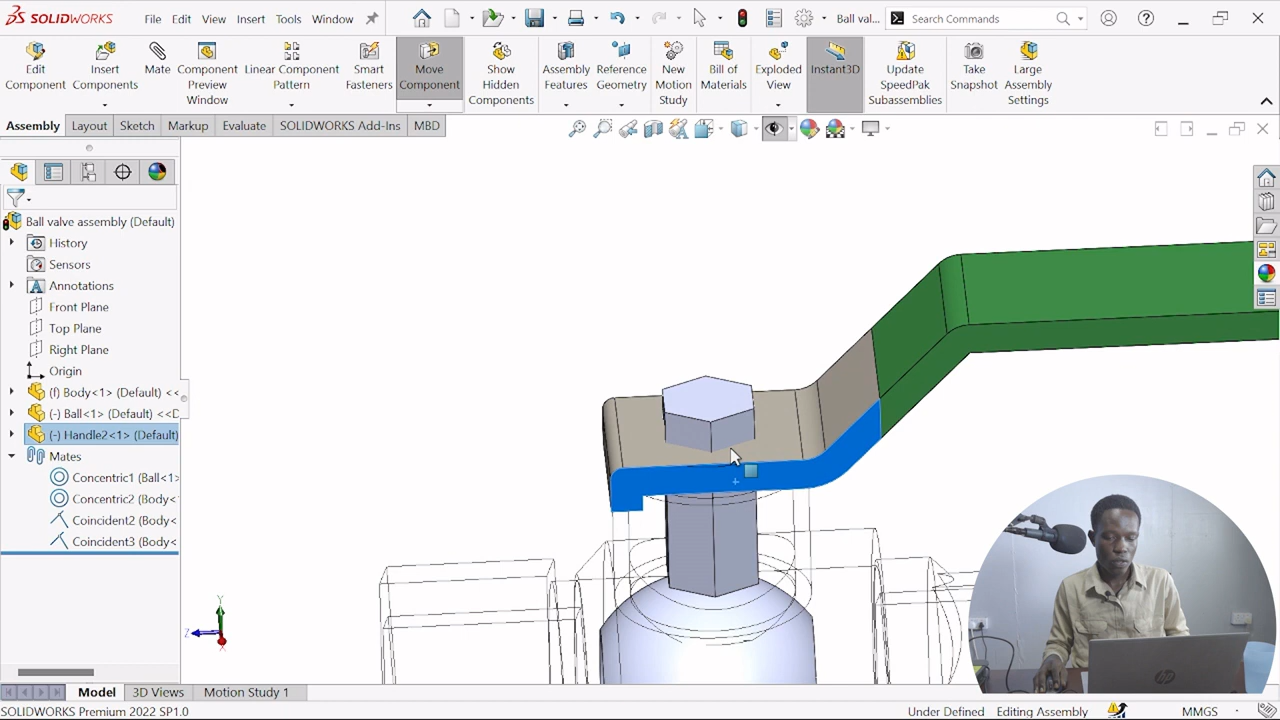 SOLIDWORKS
File Edit View Insert Tools Window
Ball val...
Search Commands
Edit Component
Insert Components
Mate
Component Preview Window
Linear Component Pattern
Smart Fasteners
Move Component
Show Hidden Components
Assembly Features
Reference Geometry
New Motion Study
Bill of Materials
Exploded View
Instant3D
Update SpeedPak Subassemblies
Take Snapshot
Large Assembly Settings
Assembly Layout Sketch Markup Evaluate SOLIDWORKS Add-Ins MBD
Ball valve assembly (Default)
History
Sensors
Annotations
Front Plane
Top Plane
Right Plane
Origin
(f) Body<1> (Default) <<
(-) Ball<1> (Default) <<D
(-) Handle2<1> (Default)
Mates
Concentric1 (Ball<1>
Concentric2 (Body<
Coincident2 (Body<
Coincident3 (Body<
Y
Z
X
hp
Model 3D Views Motion Study 1
SOLIDWORKS Premium 2022 SP1.0
Under Defined Editing Assembly MMGS